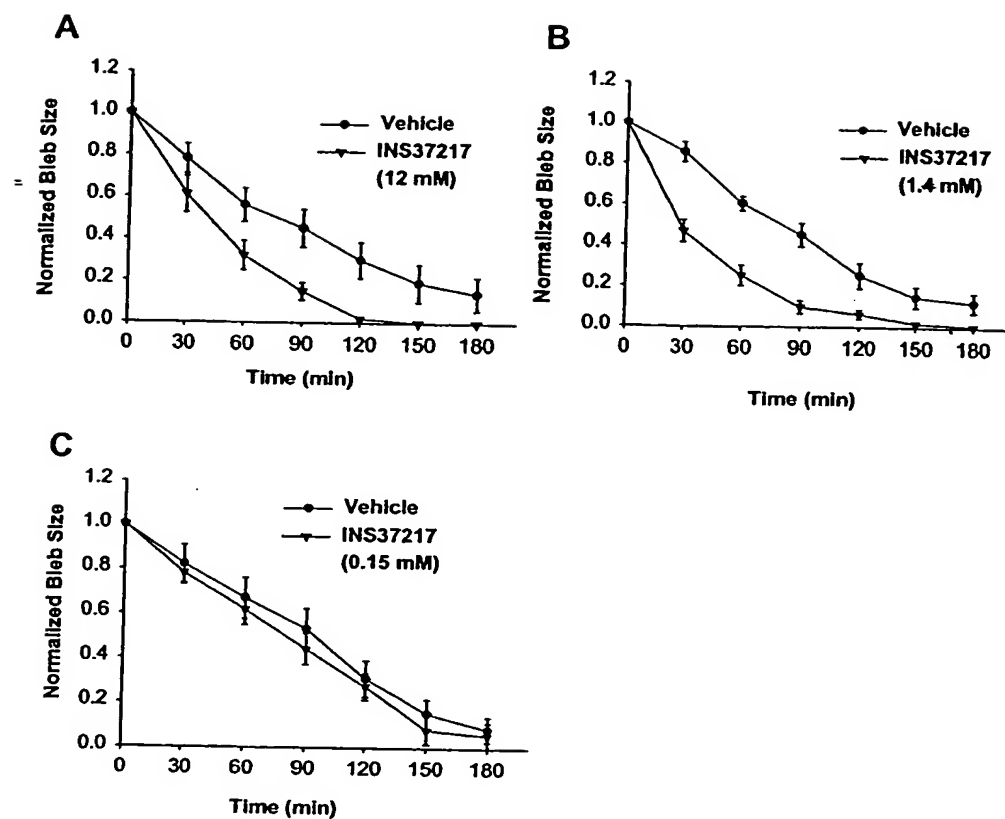 A
Normalized Bleb Size
1.2
1.0
0.8
0.6
0.4
0.2
0.0
Vehicle
INS37217
(12 mM)
0 30 60 90 120 150 180
Time (min)
B
Normalized Bleb Size
1.2
1.0
0.8
0.6
0.4
0.2
0.0
Vehicle
INS37217
(1.4 mM)
0 30 60 90 120 150 180
Time (min)
C
Normalized Bleb Size
1.2
1.0
0.8
0.6
0.4
0.2
0.0
Vehicle
INS37217
(0.15 mM)
0 30 60 90 120 150 180
Time (min)